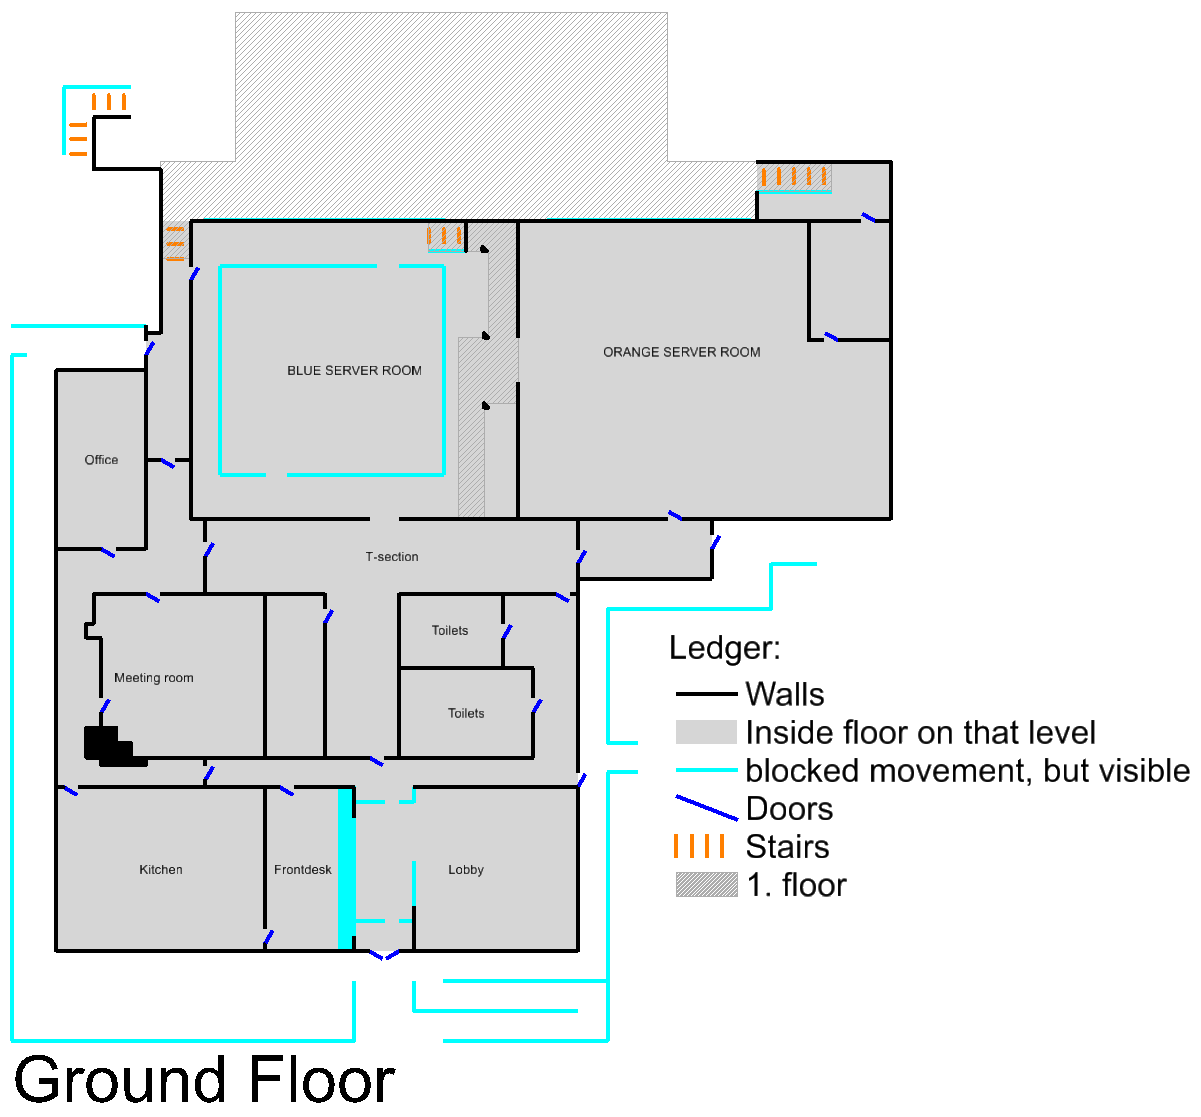 BLUE SERVER ROOM
ORANGE SERVER ROOM
Office
T-section
Toilets
Meeting room
Toilets
Kitchen
Frontdesk
Lobby
Ledger:
Walls
Inside floor on that level
blocked movement, but visible
Doors
Stairs
1. floor
Ground Floor